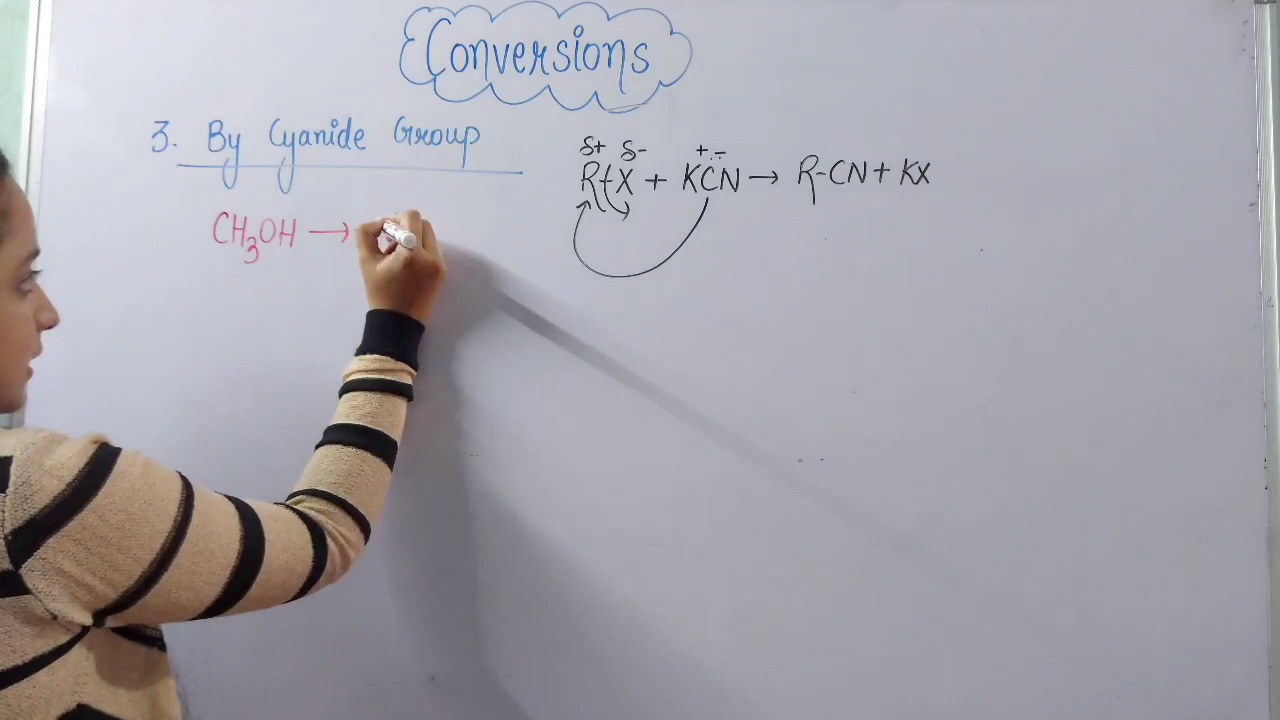 Conversions
3. By Cyanide Group
δ+ δ- + -
R-X + KCN → R-CN + KX
CH3OH →